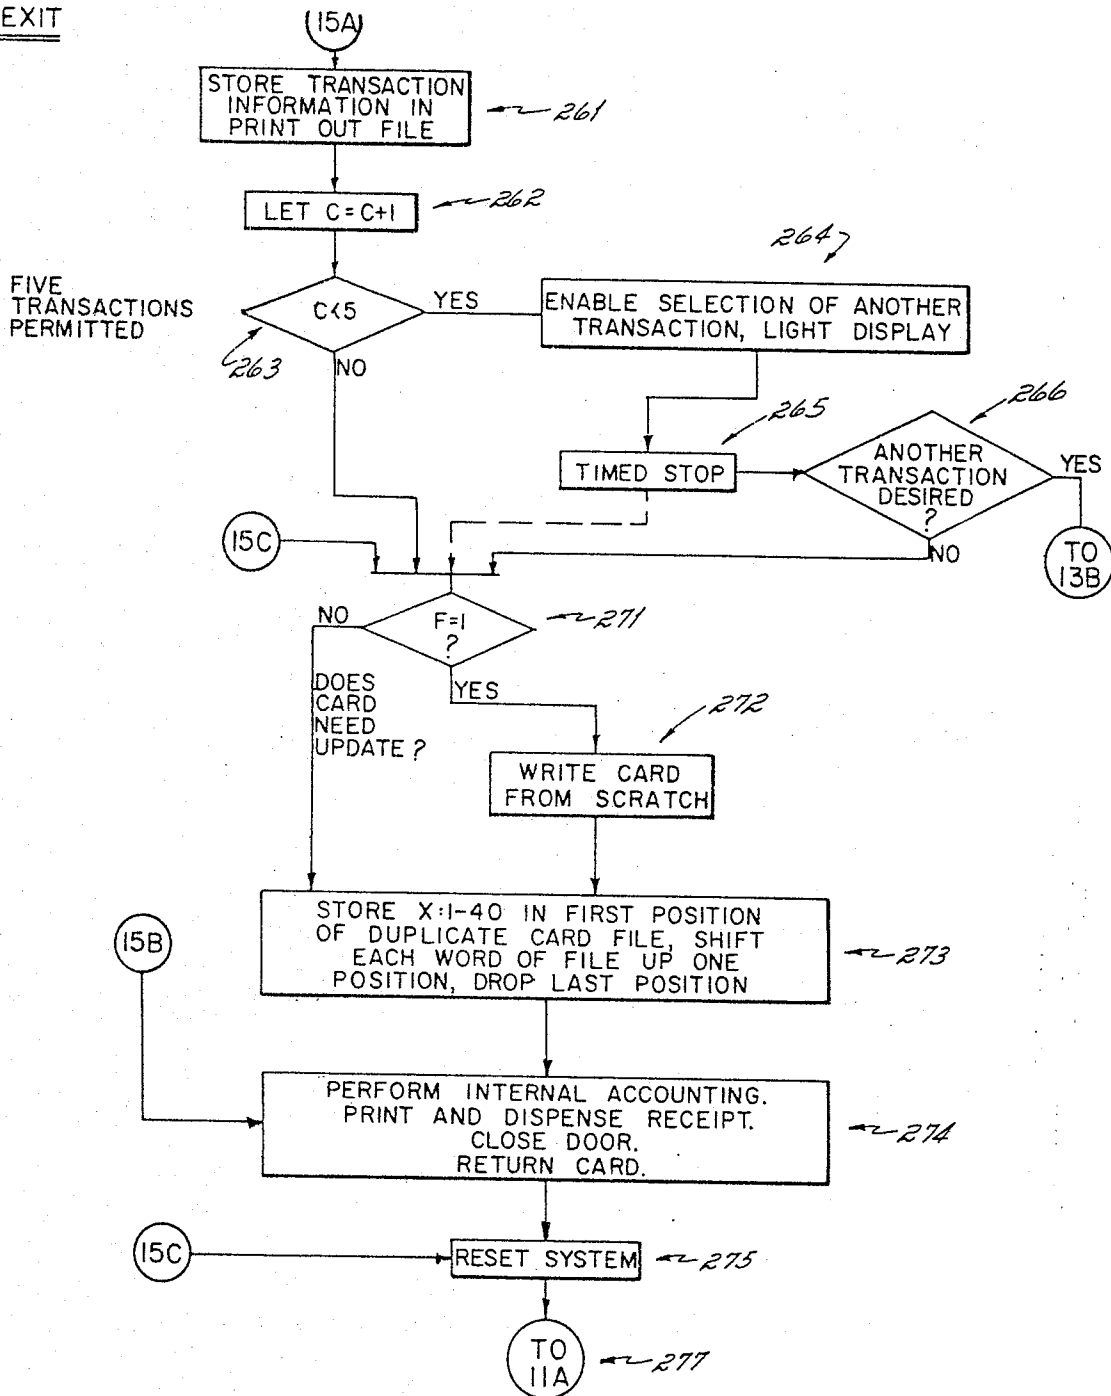 EXIT
15A
STORE TRANSACTION
INFORMATION IN
PRINT OUT FILE
261
LET C=C+1
262
264
FIVE
TRANSACTIONS
PERMITTED
C<5
YES
ENABLE SELECTION OF ANOTHER
TRANSACTION, LIGHT DISPLAY
263
NO
265
266
TIMED STOP
ANOTHER
TRANSACTION
DESIRED
?
YES
NO
TO
13B
15C
F=1
?
271
NO
YES
DOES
CARD
NEED
UPDATE?
272
WRITE CARD
FROM SCRATCH
STORE X:1-40 IN FIRST POSITION
OF DUPLICATE CARD FILE, SHIFT
EACH WORD OF FILE UP ONE
POSITION, DROP LAST POSITION
273
15B
PERFORM INTERNAL ACCOUNTING.
PRINT AND DISPENSE RECEIPT.
CLOSE DOOR.
RETURN CARD.
274
15C
RESET SYSTEM
275
TO
11A
277